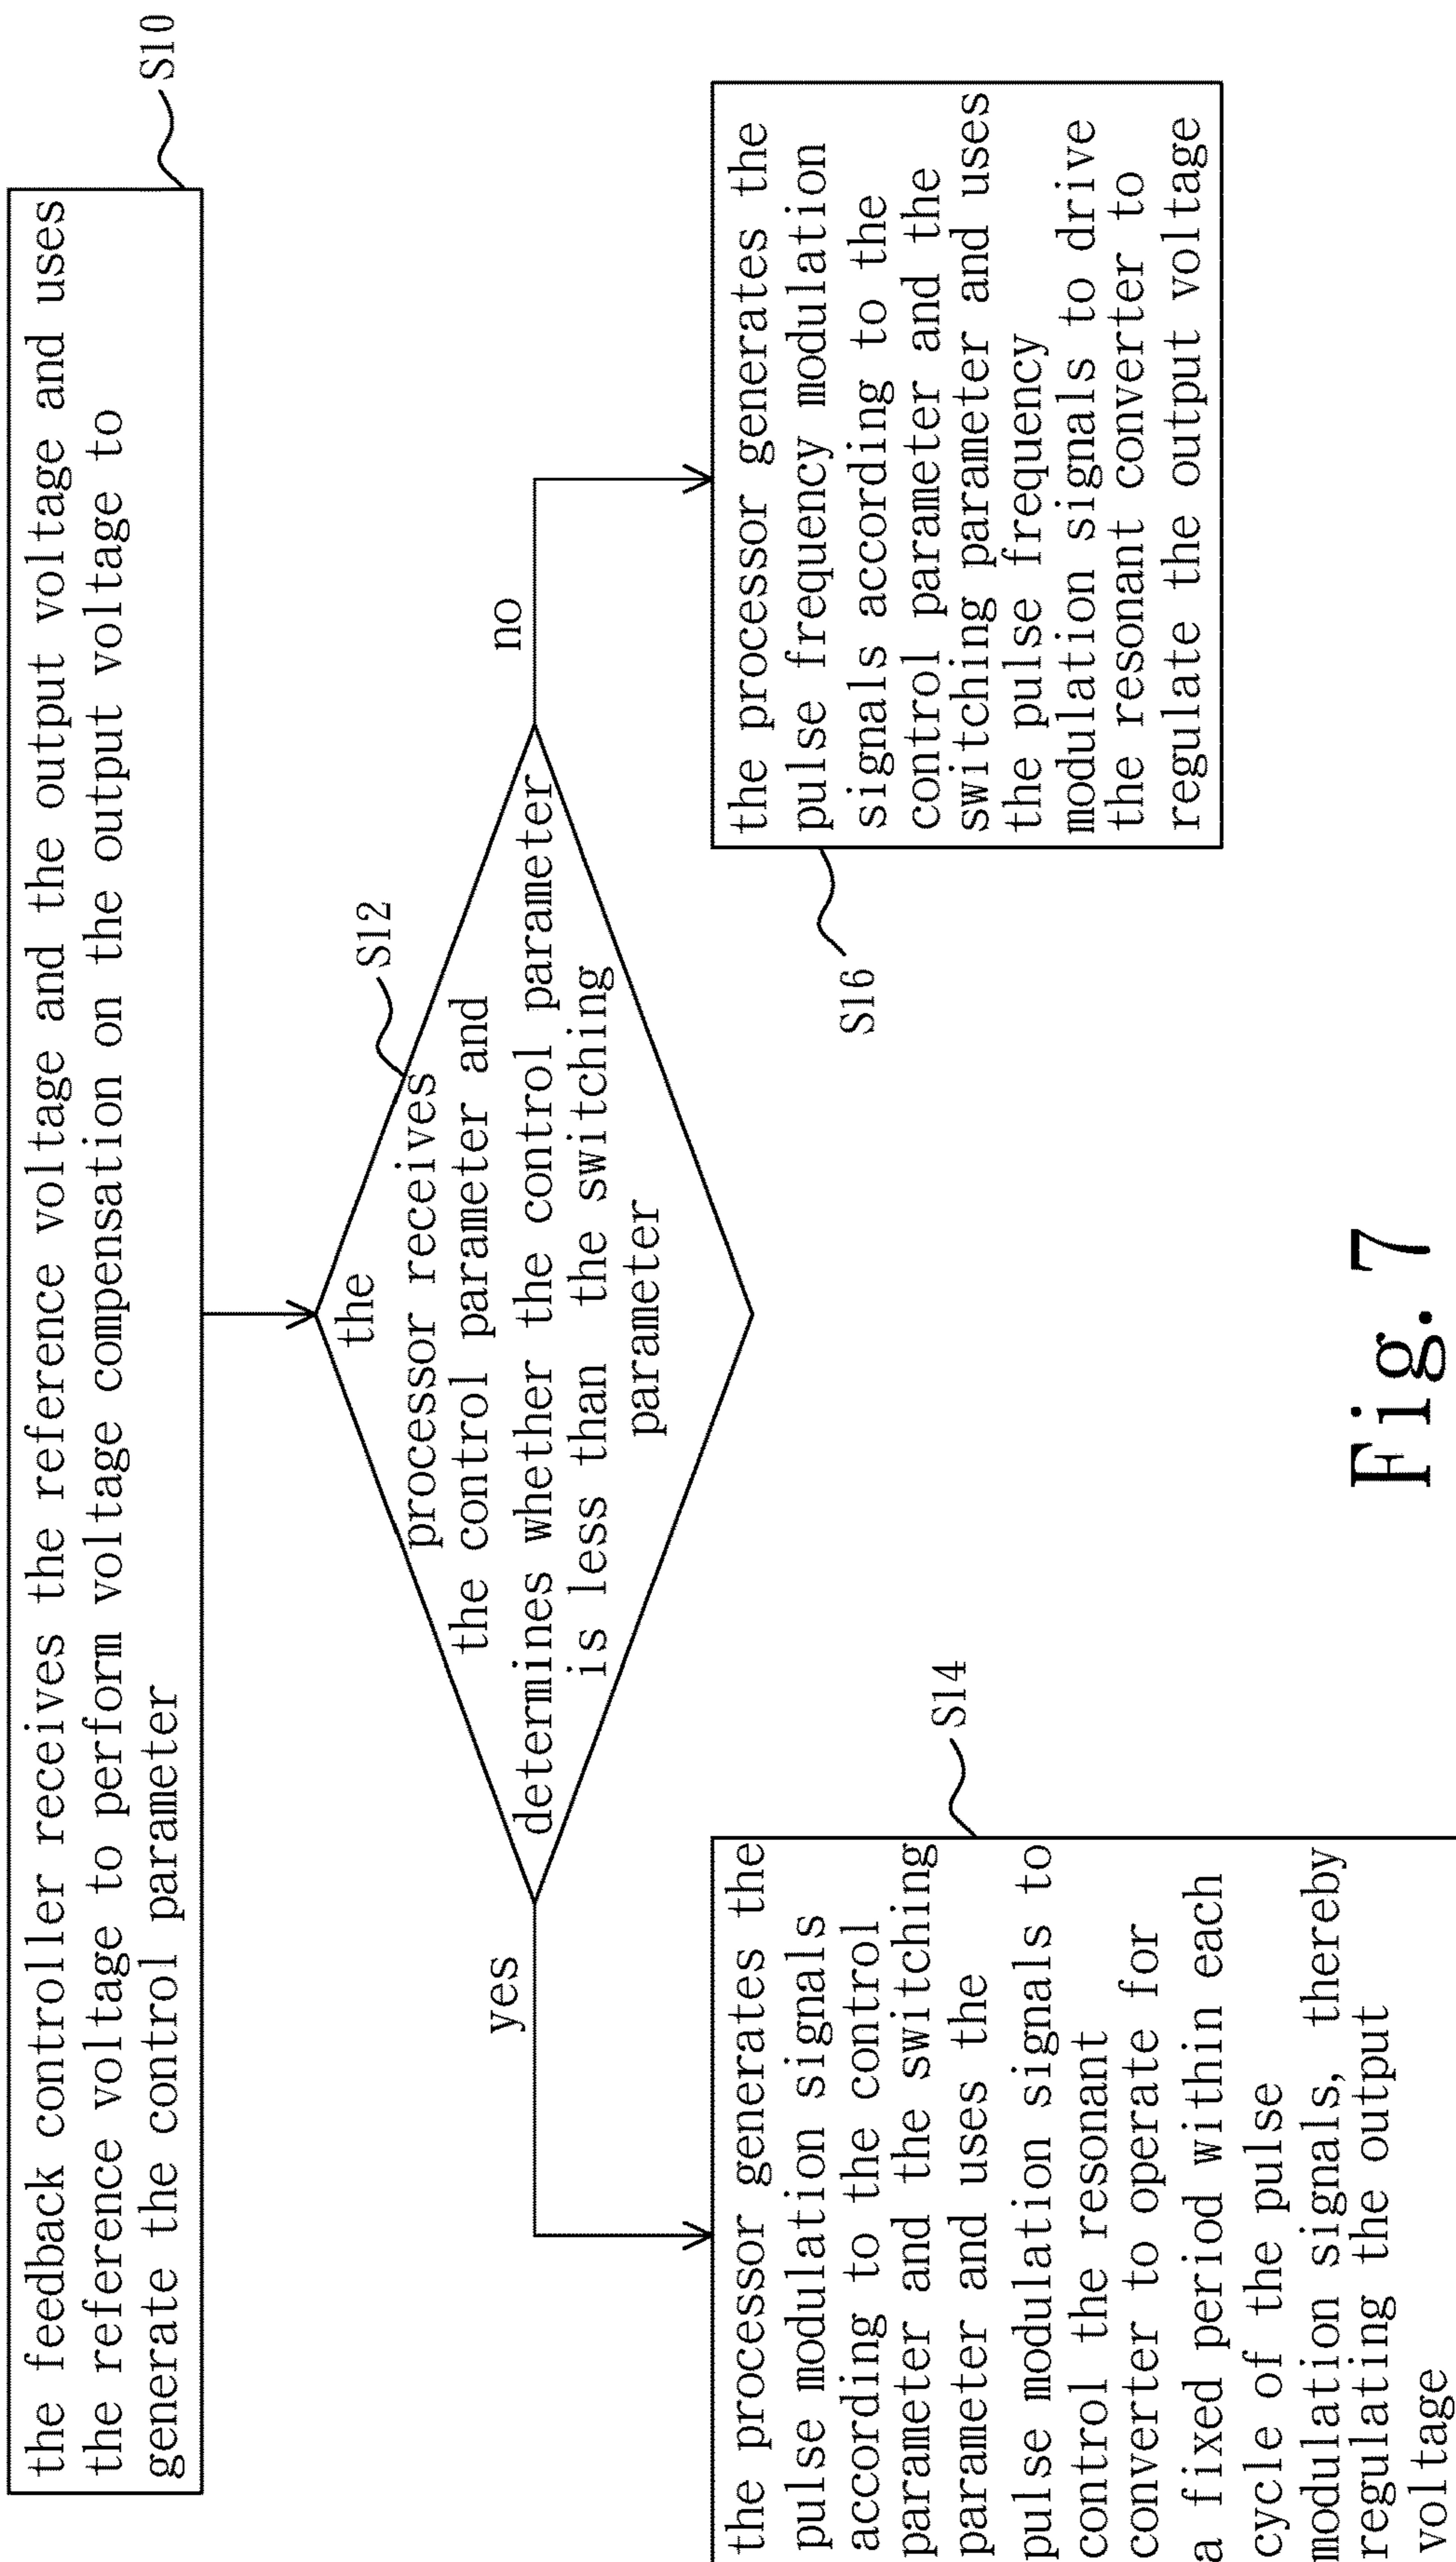 the feedback controller receives the reference voltage and the output voltage and uses
the reference voltage to perform voltage compensation on the output voltage to
generate the control parameter
S10
the
processor receives
the control parameter and
determines whether the control parameter
is less than the switching
parameter
S12
yes
no
the processor generates the
pulse modulation signals
according to the control
parameter and the switching
parameter and uses the
pulse modulation signals to
control the resonant
converter to operate for
a fixed period within each
cycle of the pulse
modulation signals, thereby
regulating the output
voltage
S14
the processor generates the
pulse frequency modulation
signals according to the
control parameter and the
switching parameter and uses
the pulse frequency
modulation signals to drive
the resonant converter to
regulate the output voltage
S16
Fig. 7